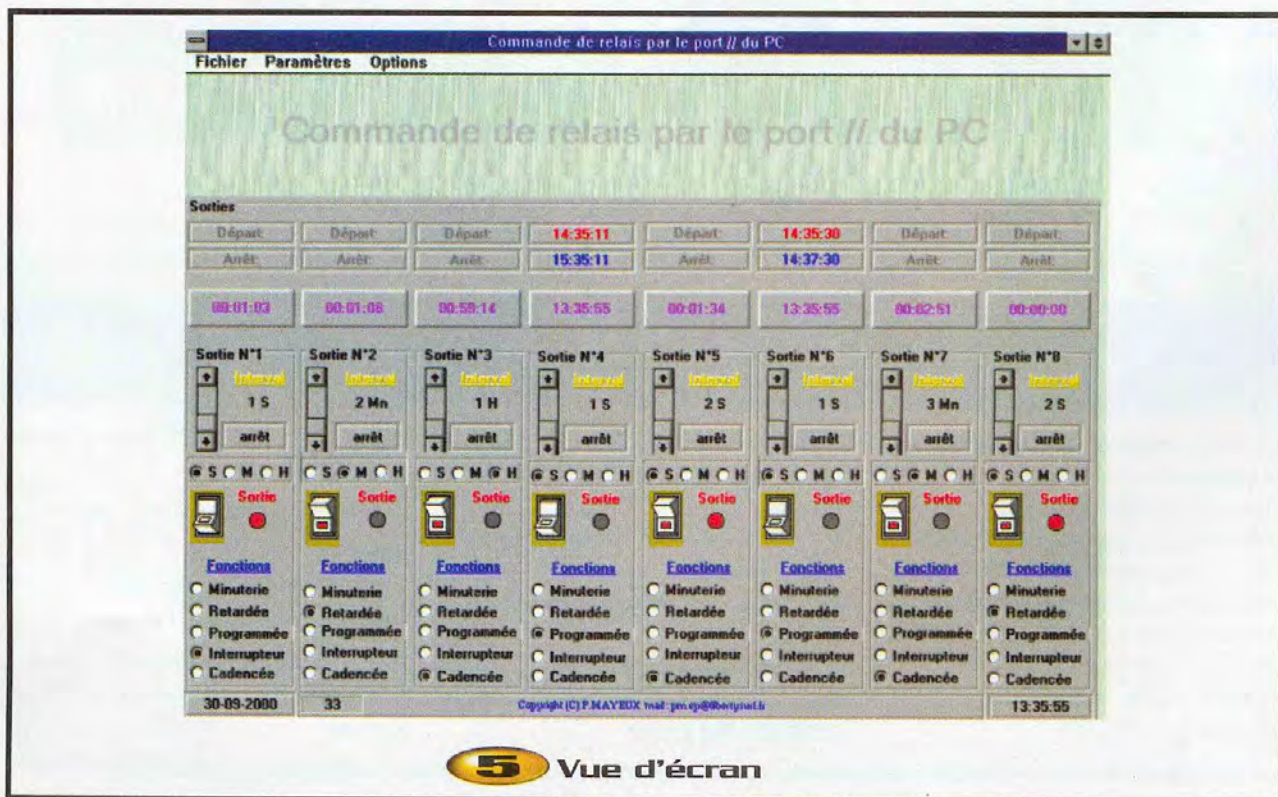 Commande de relais par le port // du PC
Fichier Paramètres Options
Commande de relais par le port // du PC
Sorties
Départ: Départ: Départ: 14:35:11 Départ: 14:35:30 Départ: Départ:
Arrêt: Arrêt: Arrêt: 15:35:11 Arrêt: 14:37:30 Arrêt: Arrêt:
00:01:03 00:01:08 00:59:14 13:35:55 00:01:34 13:35:55 00:02:51 00:00:00
Sortie N°1 Sortie N°2 Sortie N°3 Sortie N°4 Sortie N°5 Sortie N°6 Sortie N°7 Sortie N°8
Interval Interval Interval Interval Interval Interval Interval Interval
1 S 2 Mn 1 H 1 S 2 S 1 S 3 Mn 2 S
arrêt arrêt arrêt arrêt arrêt arrêt arrêt arrêt
S M H S M H S M H S M H S M H S M H S M H S M H
Sortie Sortie Sortie Sortie Sortie Sortie Sortie Sortie
Fonctions Fonctions Fonctions Fonctions Fonctions Fonctions Fonctions Fonctions
Minuterie Minuterie Minuterie Minuterie Minuterie Minuterie Minuterie Minuterie
Retardée Retardée Retardée Retardée Retardée Retardée Retardée Retardée
Programmée Programmée Programmée Programmée Programmée Programmée Programmée Programmée
Interrupteur Interrupteur Interrupteur Interrupteur Interrupteur Interrupteur Interrupteur Interrupteur
Cadencée Cadencée Cadencée Cadencée Cadencée Cadencée Cadencée Cadencée
30-09-2000 33 Copyright (C) P.MAYEUX mail: 13:35:55
5 Vue d'écran